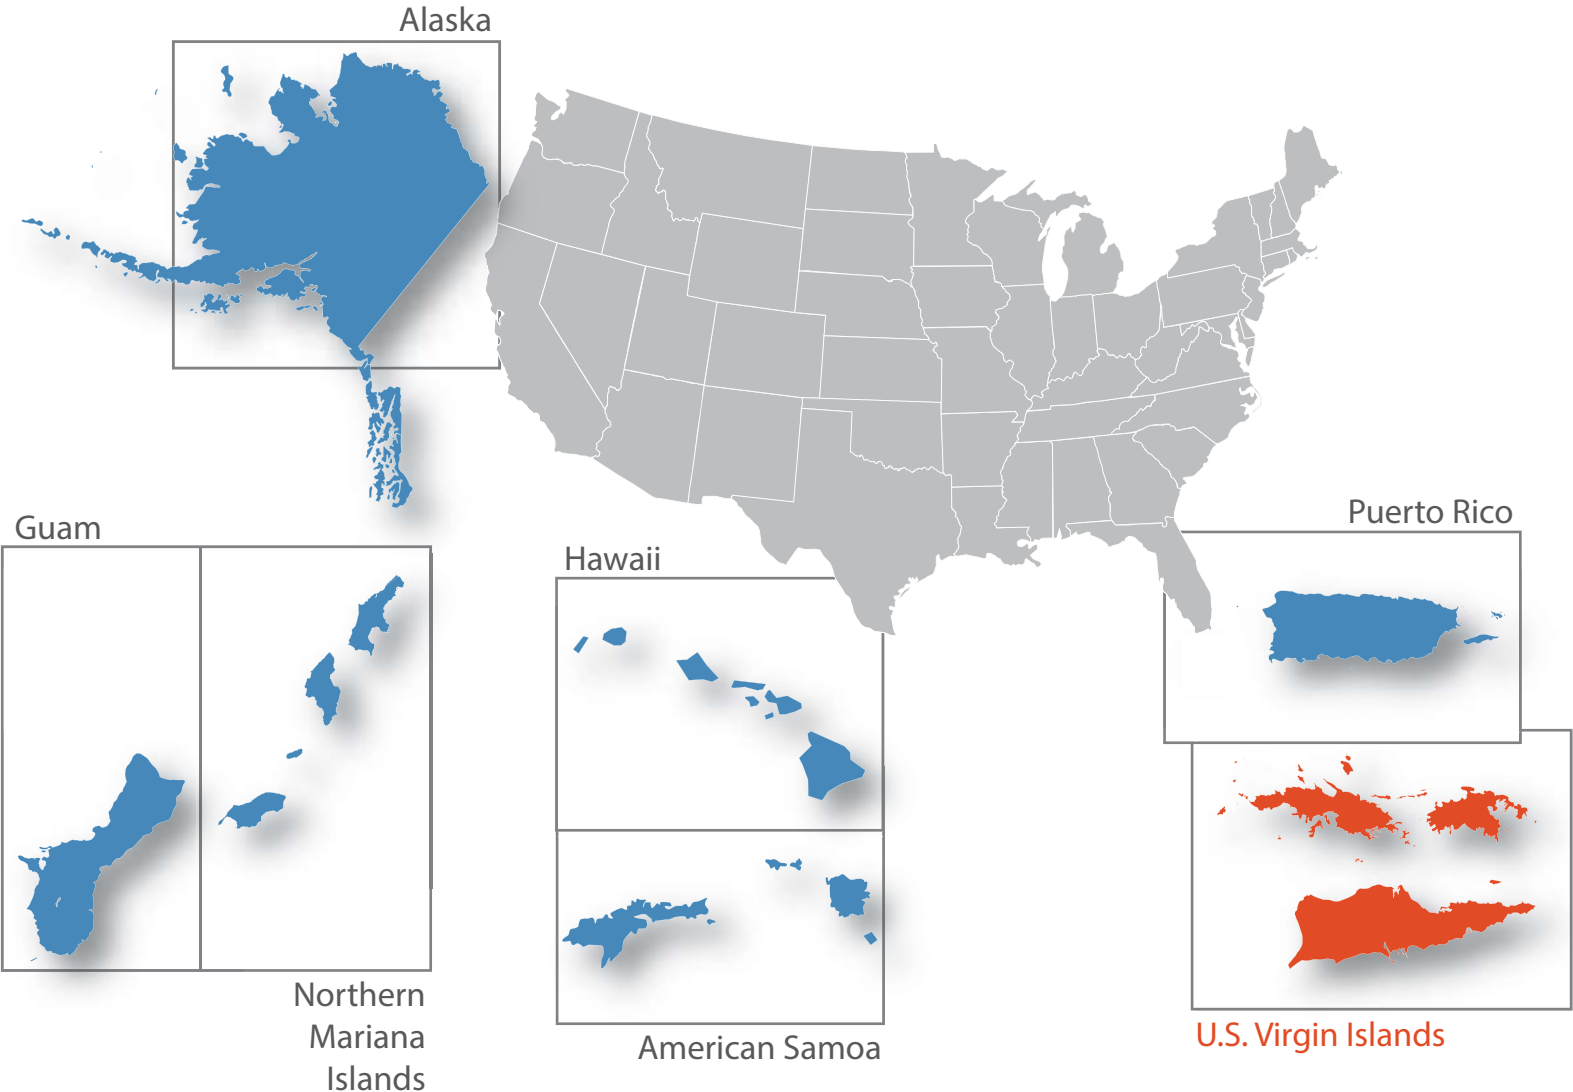 Alaska
Guam
Hawaii
Puerto Rico
Northern
Mariana
Islands
American Samoa
U.S. Virgin Islands